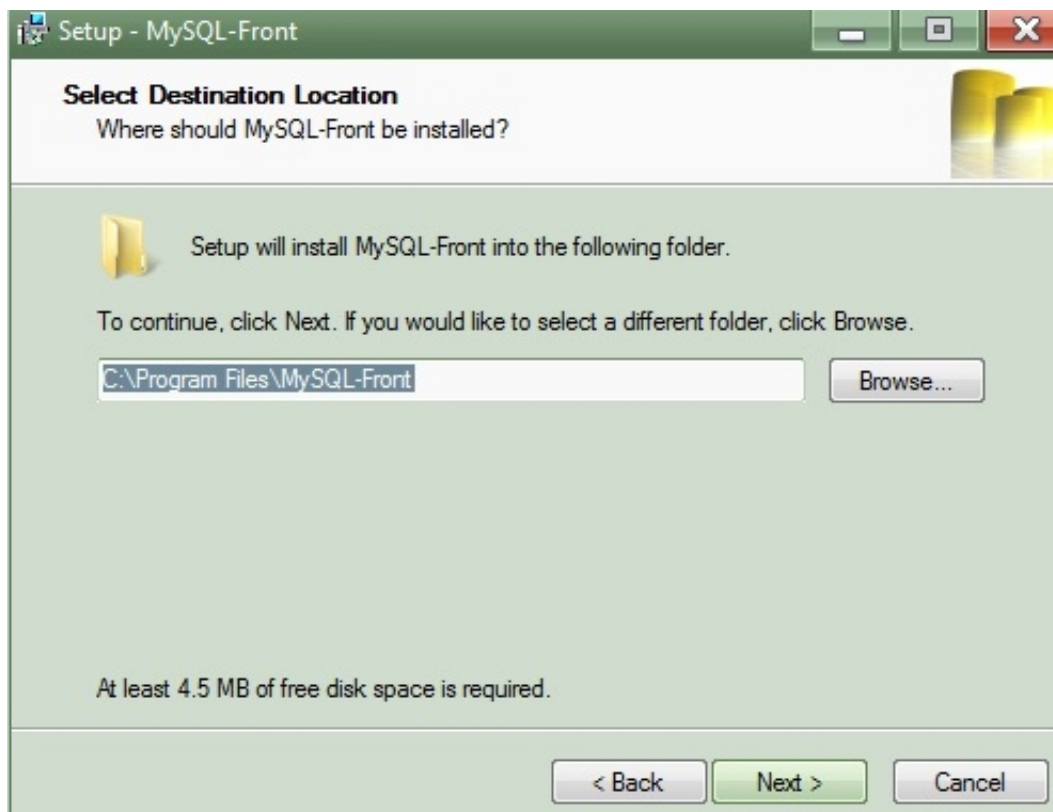 Setup - MySQL-Front
Select Destination Location
Where should MySQL-Front be installed?
Setup will install MySQL-Front into the following folder.
To continue, click Next. If you would like to select a different folder, click Browse.
C:\Program Files\MySQL-Front
Browse...
At least 4.5 MB of free disk space is required.
< Back
Next >
Cancel